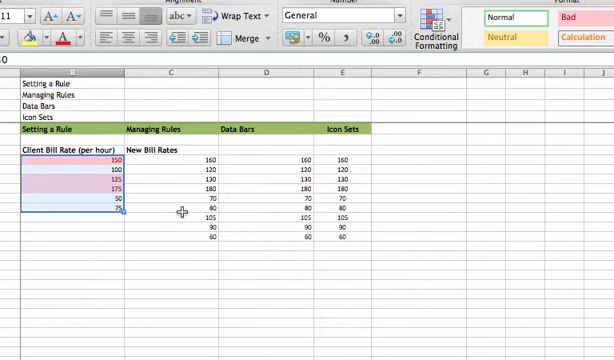 Alignment Number Format
11 A A abc Wrap Text General Normal Bad
A Merge % , .00 Conditional Formatting Neutral Calculation
B C D E F G H I J
Setting a Rule
Managing Rules
Data Bars
Icon Sets
Setting a Rule Managing Rules Data Bars Icon Sets
Client Bill Rate (per hour) New Bill Rates
150 160 160 160
100 120 120 120
125 130 130 130
175 180 180 180
50 70 70 70
75 80 80 80
105 105 105
90 90 90
60 60 60